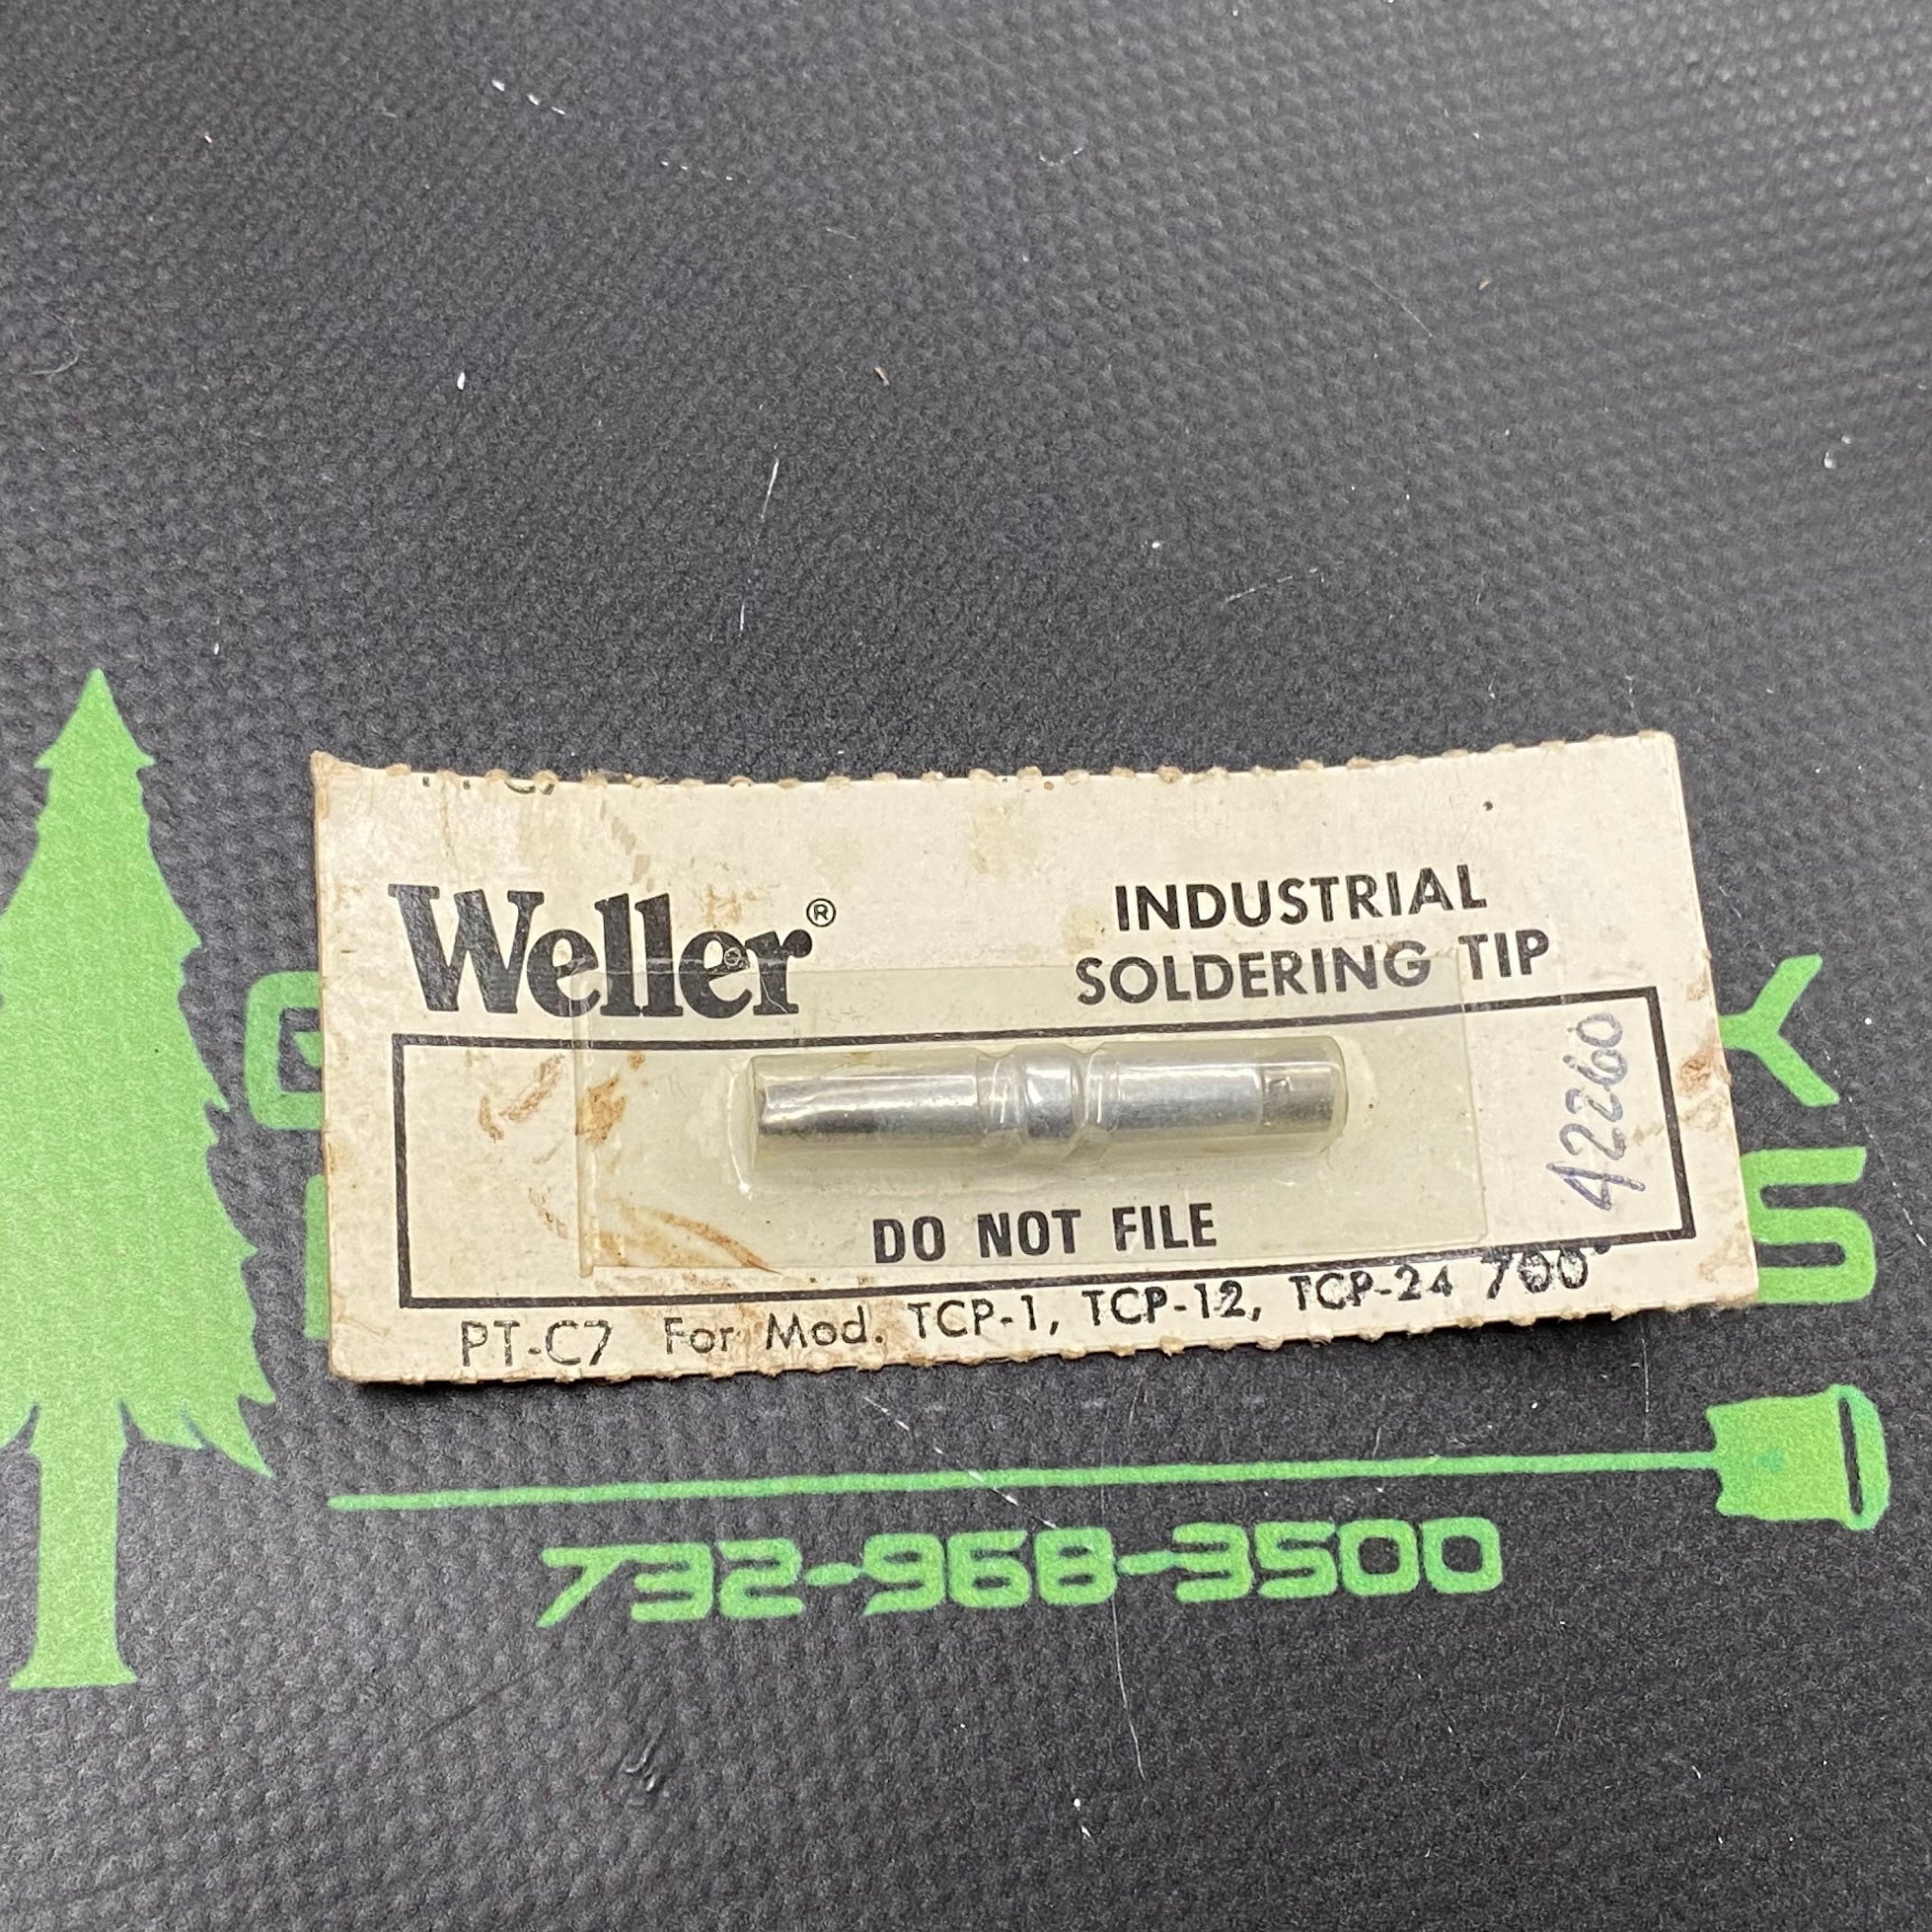 Weller®
INDUSTRIAL
SOLDERING TIP
42260
DO NOT FILE
PT-C7 For Mod. TCP-1, TCP-12, TCP-24 700°
732-968-3500